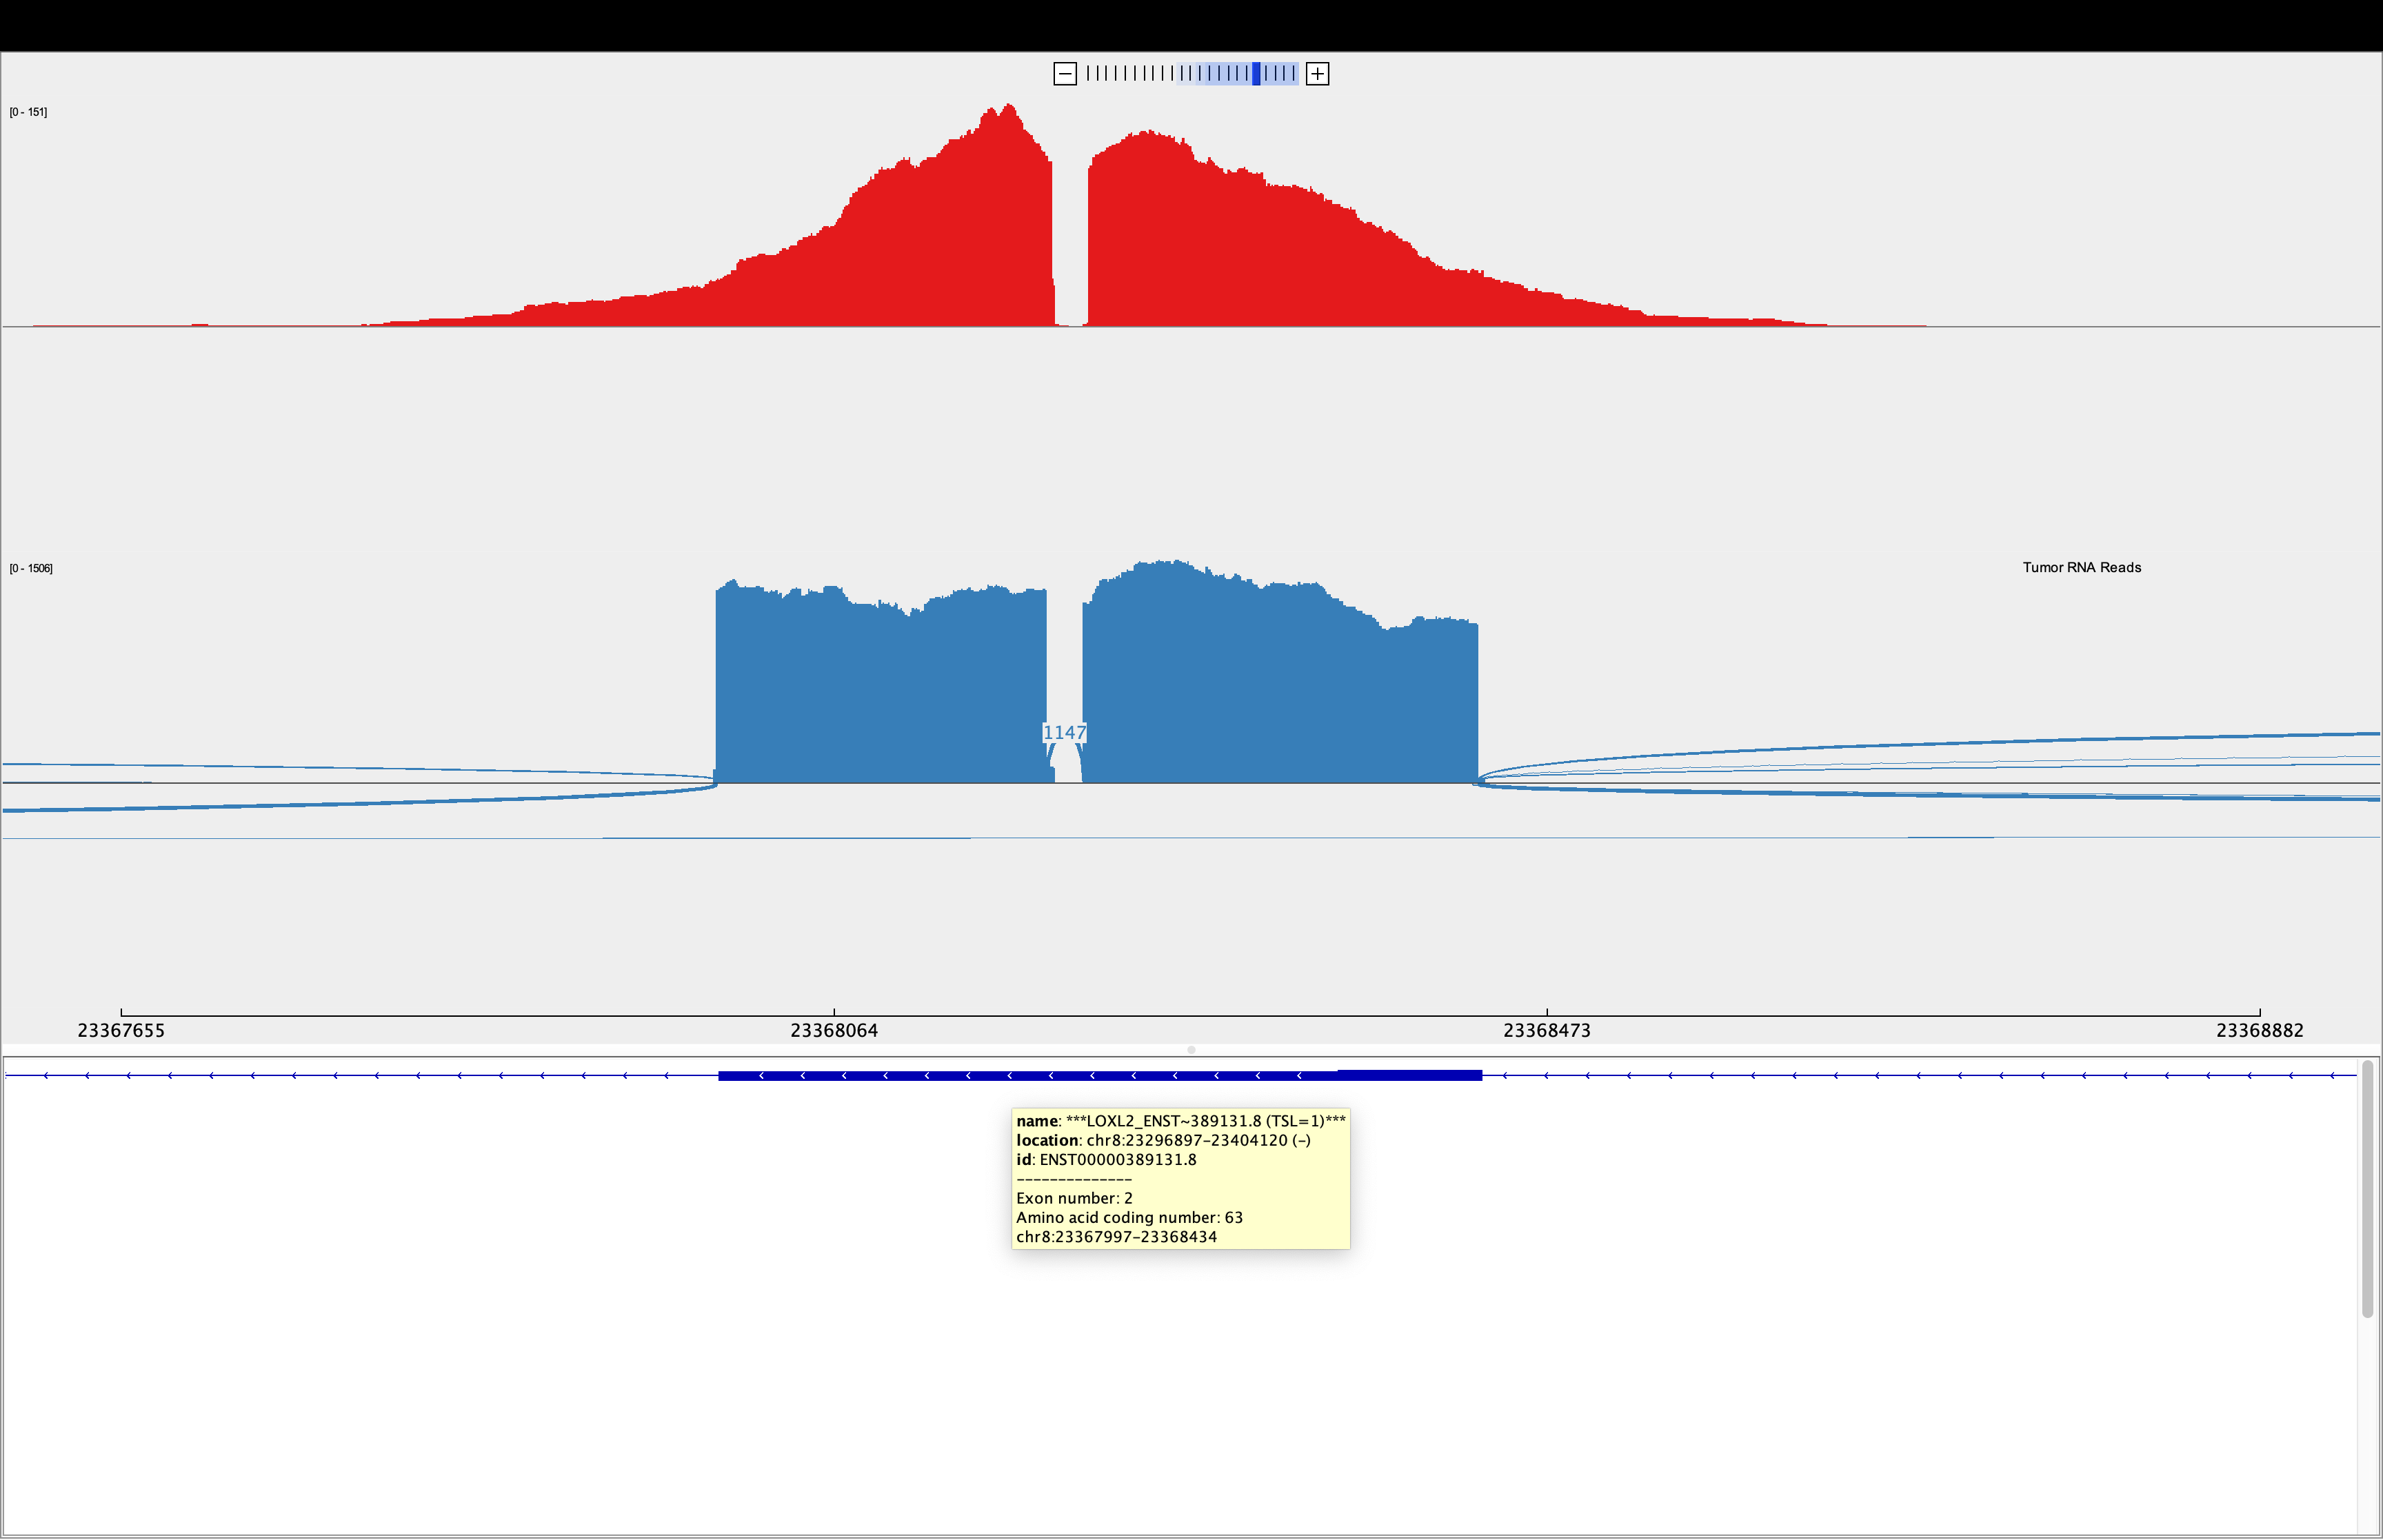 [0 - 151]
[0 - 1506]
Tumor RNA Reads
1147
23367655 23368064 23368473 23368882
name: ***LOXL2_ENST~389131.8 (TSL=1)***
location: chr8:23296897-23404120 (-)
id: ENST00000389131.8
--------------
Exon number: 2
Amino acid coding number: 63
chr8:23367997-23368434